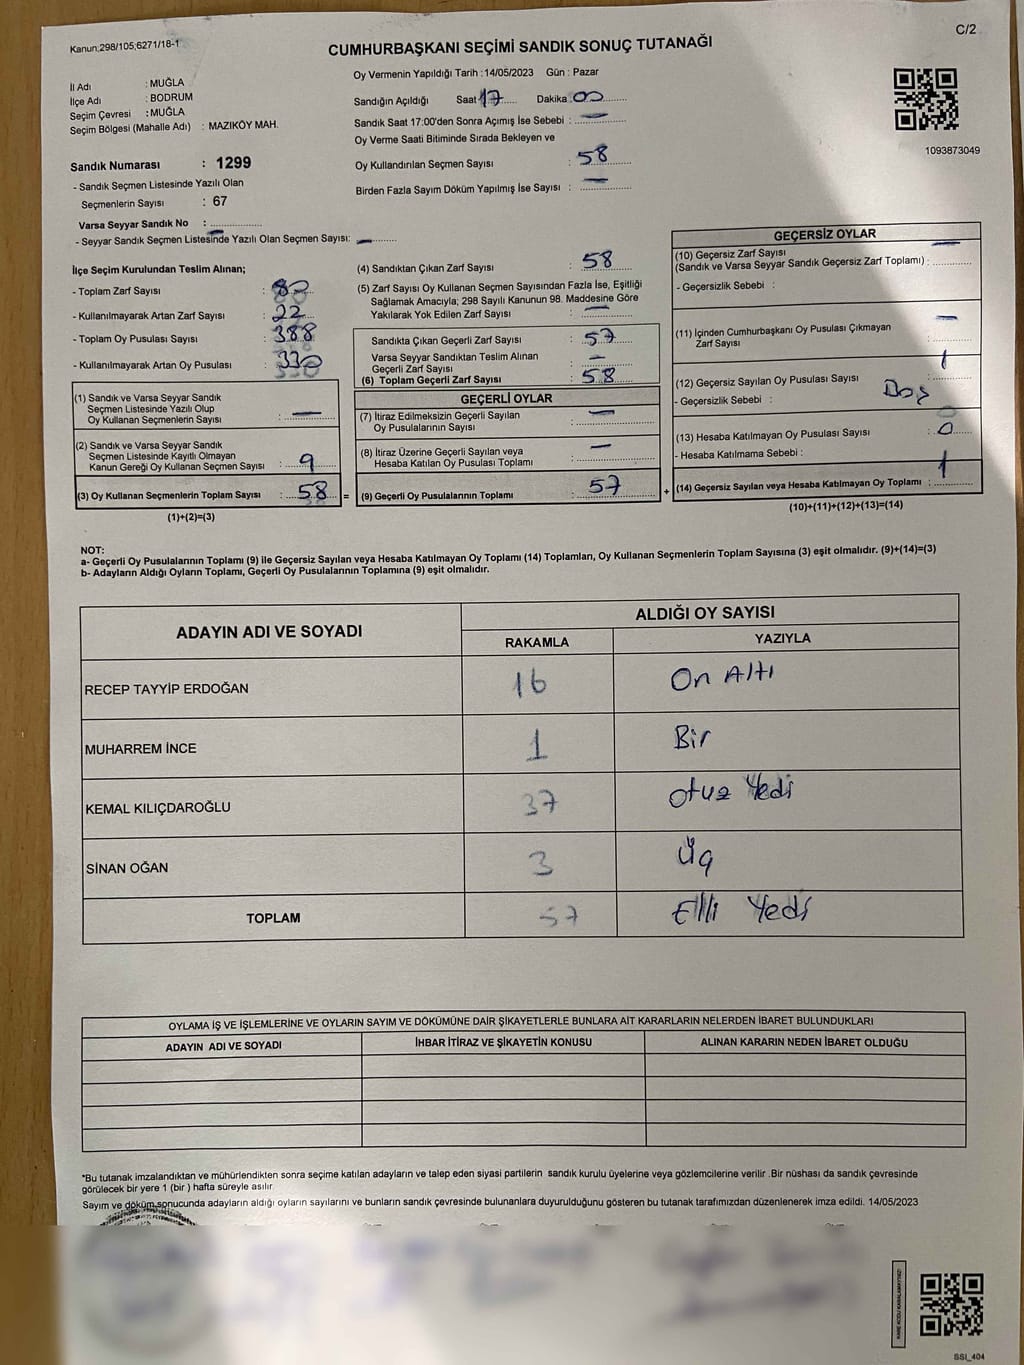 Kanun;298/105;6271/18-1
CUMHURBAŞKANI SEÇİMİ SANDIK SONUÇ TUTANAĞI
C/2
İl Adı : MUĞLA
İlçe Adı : BODRUM
Seçim Çevresi : MUĞLA
Seçim Bölgesi (Mahalle Adı) : MAZIKÖY MAH.
Sandık Numarası : 1299
- Sandık Seçmen Listesinde Yazılı Olan
Seçmenlerin Sayısı : 67
Varsa Seyyar Sandık No : —
- Seyyar Sandık Seçmen Listesinde Yazılı Olan Seçmen Sayısı: —
Oy Vermenin Yapıldığı Tarih : 14/05/2023 Gün : Pazar
Sandığın Açıldığı Saat 17 Dakika : 00
Sandık Saat 17:00'den Sonra Açımış İse Sebebi : —
Oy Verme Saati Bitiminde Sırada Bekleyen ve
Oy Kullandırılan Seçmen Sayısı : 58
Birden Fazla Sayım Döküm Yapılmış İse Sayısı : —
1093873049
İlçe Seçim Kurulundan Teslim Alınan;
- Toplam Zarf Sayısı : 80
- Kullanılmayarak Artan Zarf Sayısı : 22
- Toplam Oy Pusulası Sayısı : 388
- Kullanılmayarak Artan Oy Pusulası : 330
(1) Sandık ve Varsa Seyyar Sandık
Seçmen Listesinde Yazılı Olup
Oy Kullanan Seçmenlerin Sayısı : —
(2) Sandık ve Varsa Seyyar Sandık
Seçmen Listesinde Kayıtlı Olmayan
Kanun Gereği Oy Kullanan Seçmen Sayısı : 9
(3) Oy Kullanan Seçmenlerin Toplam Sayısı : 58 =
(1)+(2)=(3)
(4) Sandıktan Çıkan Zarf Sayısı : 58
(5) Zarf Sayısı Oy Kullanan Seçmen Sayısından Fazla İse, Eşitliği
Sağlamak Amacıyla; 298 Sayılı Kanunun 98. Maddesine Göre
Yakılarak Yok Edilen Zarf Sayısı : —
Sandıkta Çıkan Geçerli Zarf Sayısı : 57
Varsa Seyyar Sandıktan Teslim Alınan
Geçerli Zarf Sayısı : —
(6) Toplam Geçerli Zarf Sayısı : 58
GEÇERLİ OYLAR
(7) İtiraz Edilmeksizin Geçerli Sayılan
Oy Pusulalarının Sayısı : —
(8) İtiraz Üzerine Geçerli Sayılan veya
Hesaba Katılan Oy Pusulası Toplamı : —
(9) Geçerli Oy Pusulalarının Toplamı : 57 +
GEÇERSİZ OYLAR
(10) Geçersiz Zarf Sayısı
(Sandık ve Varsa Seyyar Sandık Geçersiz Zarf Toplamı) : —
- Geçersizlik Sebebi :
(11) İçinden Cumhurbaşkanı Oy Pusulası Çıkmayan
Zarf Sayısı : —
(12) Geçersiz Sayılan Oy Pusulası Sayısı : 1
- Geçersizlik Sebebi : Boş
(13) Hesaba Katılmayan Oy Pusulası Sayısı : 0
- Hesaba Katılmama Sebebi :
(14) Geçersiz Sayılan veya Hesaba Katılmayan Oy Toplamı : 1
(10)+(11)+(12)+(13)=(14)
NOT:
a- Geçerli Oy Pusulalarının Toplamı (9) ile Geçersiz Sayılan veya Hesaba Katılmayan Oy Toplamı (14) Toplamları, Oy Kullanan Seçmenlerin Toplam Sayısına (3) eşit olmalıdır. (9)+(14)=(3)
b- Adayların Aldığı Oyların Toplamı, Geçerli Oy Pusulalarının Toplamına (9) eşit olmalıdır.
ADAYIN ADI VE SOYADI ALDIĞI OY SAYISI
RAKAMLA YAZIYLA
RECEP TAYYİP ERDOĞAN 16 On Altı
MUHARREM İNCE 1 Bir
KEMAL KILIÇDAROĞLU 37 Otuz Yedi
SİNAN OĞAN 3 Üç
TOPLAM 57 Elli Yedi
OYLAMA İŞ VE İŞLEMLERİNE VE OYLARIN SAYIM VE DÖKÜMÜNE DAİR ŞİKAYETLERLE BUNLARA AİT KARARLARIN NELERDEN İBARET BULUNDUKLARI
ADAYIN ADI VE SOYADI İHBAR İTİRAZ VE ŞİKAYETİN KONUSU ALINAN KARARIN NEDEN İBARET OLDUĞU
*Bu tutanak imzalandıktan ve mühürlendikten sonra seçime katılan adayların ve talep eden siyasi partilerin sandık kurulu üyelerine veya gözlemcilerine verilir .Bir nüshası da sandık çevresinde
görülecek bir yere 1 (bir ) hafta süreyle asılır.
Sayım ve döküm sonucunda adayların aldığı oyların sayılarını ve bunların sandık çevresinde bulunanlara duyurulduğunu gösteren bu tutanak tarafımızdan düzenlenerek imza edildi. 14/05/2023
KARE KODU KARALAMAYINIZ!
SSI_404